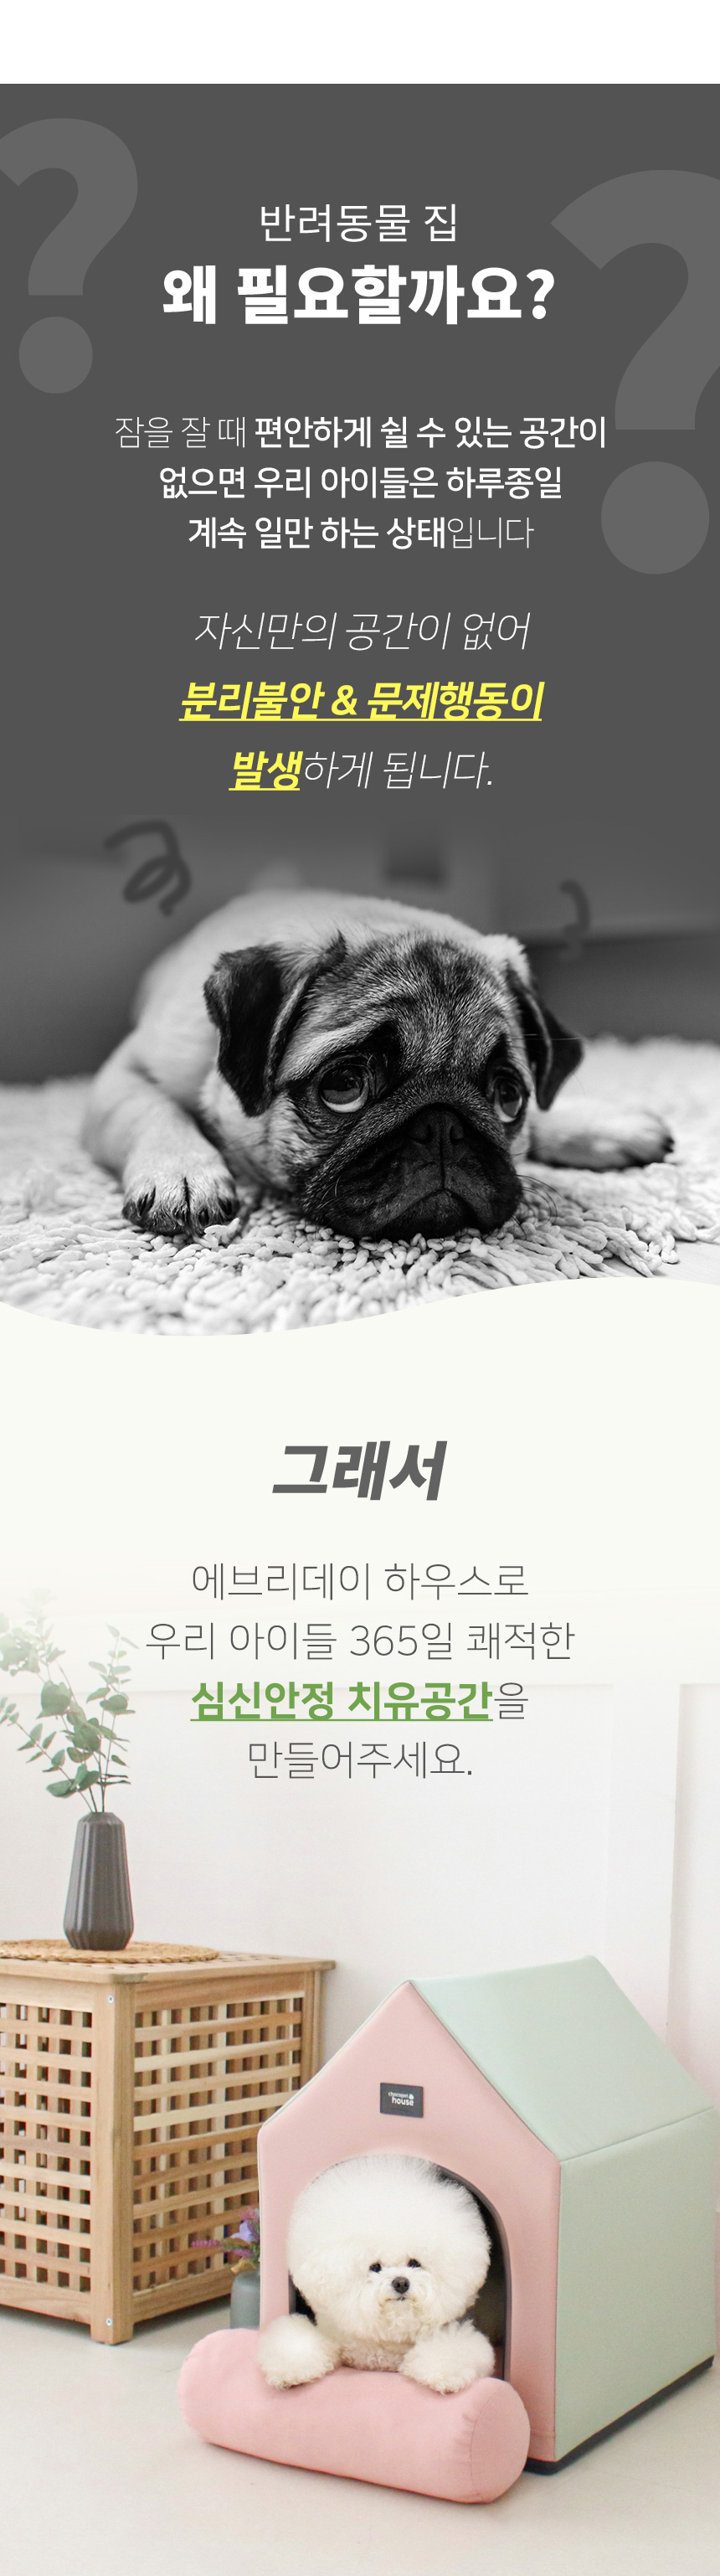 반려동물 집
왜 필요할까요?
잠을 잘 때 편안하게 쉴 수 있는 공간이
없으면 우리 아이들은 하루종일
계속 일만 하는 상태입니다
자신만의 공간이 없어
분리불안 & 문제행동이
발생하게 됩니다.
그래서
에브리데이 하우스로
우리 아이들 365일 쾌적한
심신안정 치유공간을
만들어주세요.
house